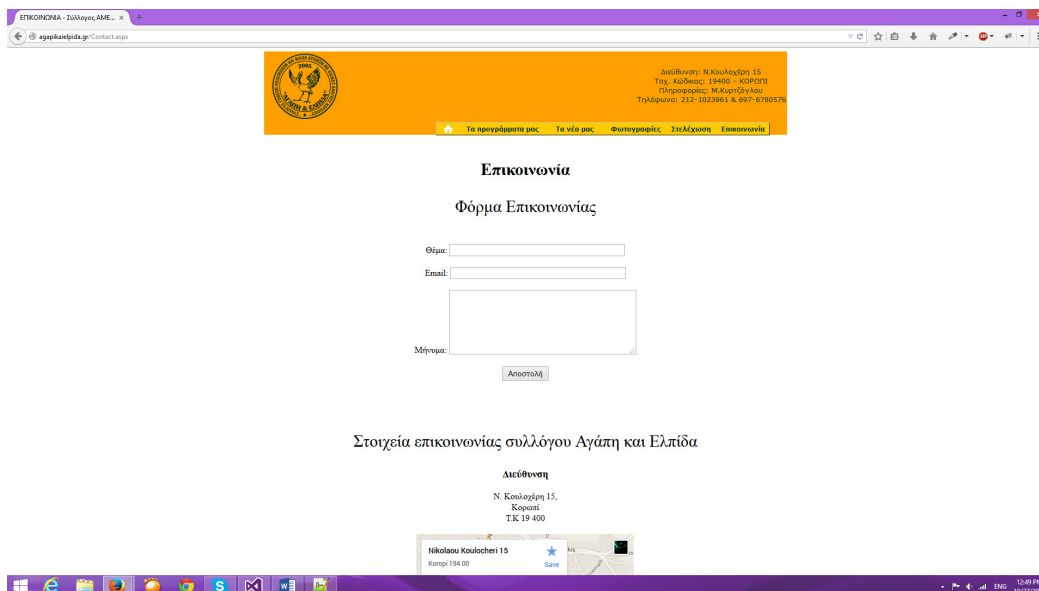 ΕΠΙΚΟΙΝΩΝΙΑ - Σύλλογος ΑΜΕ...
agapikaielpida.gr/Contact.aspx
2005
Διεύθυνση: Ν.Κουλοχέρη 15
Ταχ. Κώδικος: 19400 – ΚΟΡΩΠΙ
Πληροφορίες: Μ.Κυρτζόγλου
Τηλέφωνα: 212-1023961 & 697-6780576
Τα προγράμματα μας Τα νέα μας Φωτογραφίες Στελέχωση Επικοινωνία
Επικοινωνία
Φόρμα Επικοινωνίας
Θέμα:
Email:
Μήνυμα:
Αποστολή
Στοιχεία επικοινωνίας συλλόγου Αγάπη και Ελπίδα
Διεύθυνση
Ν. Κουλοχέρη 15,
Κορωπί
Τ.Κ 19 400
Nikolaou Koulocheri 15
Koropi 194 00
Save
ENG
12:49 PM